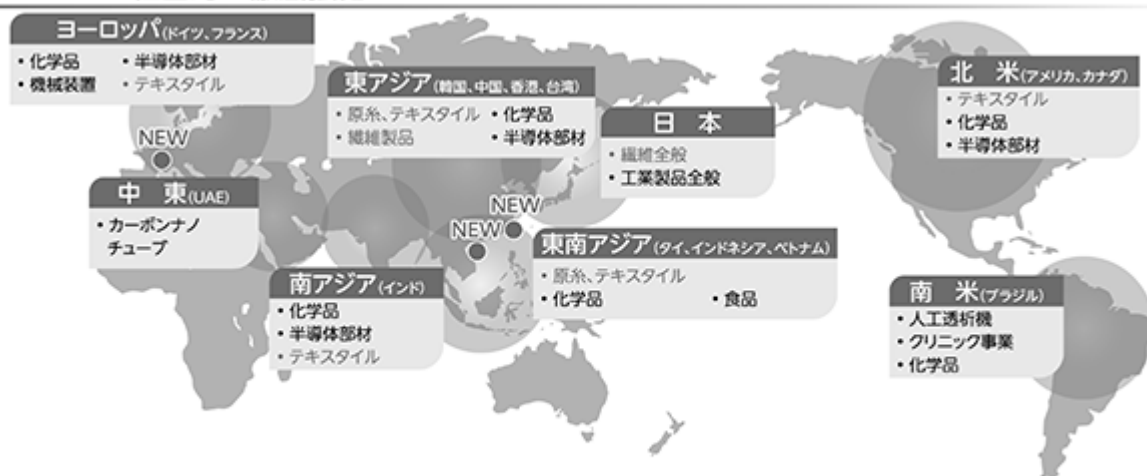 ヨーロッパ(ドイツ、フランス)
・化学品 ・半導体部材
・機械装置 ・テキスタイル
NEW
東アジア(韓国、中国、香港、台湾)
・原糸、テキスタイル ・化学品
・繊維製品 ・半導体部材
日 本
・繊維全般
・工業製品全般
北 米(アメリカ、カナダ)
・テキスタイル
・化学品
・半導体部材
中 東(UAE)
・カーボンナノ
チューブ
NEW
NEW
南アジア(インド)
・化学品
・半導体部材
・テキスタイル
東南アジア(タイ、インドネシア、ベトナム)
・原糸、テキスタイル
・化学品 ・食品
南 米(ブラジル)
・人工透析機
・クリニック事業
・化学品